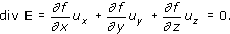 div E = ∂f/∂x u_x + ∂f/∂y u_y + ∂f/∂z u_z = 0.